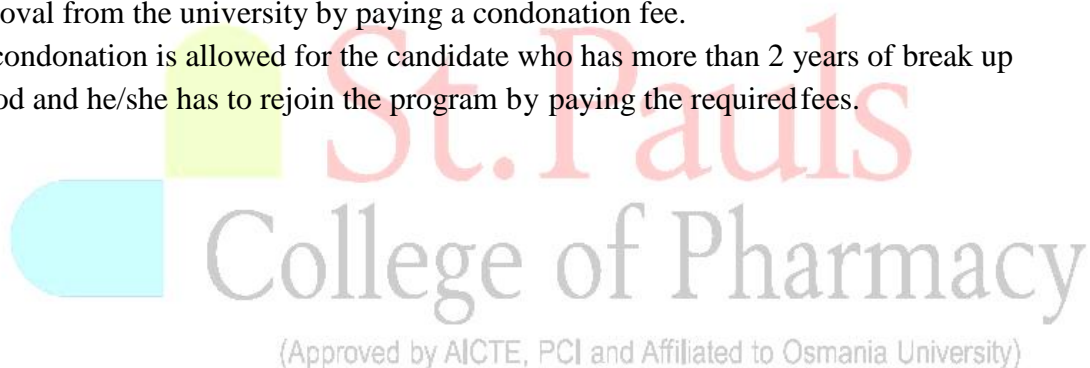 oval from the university by paying a condonation fee.
condonation is allowed for the candidate who has more than 2 years of break up
od and he/she has to rejoin the program by paying the required fees.
St. Pauls
College of Pharmacy
(Approved by AICTE, PCI and Affiliated to Osmania University)